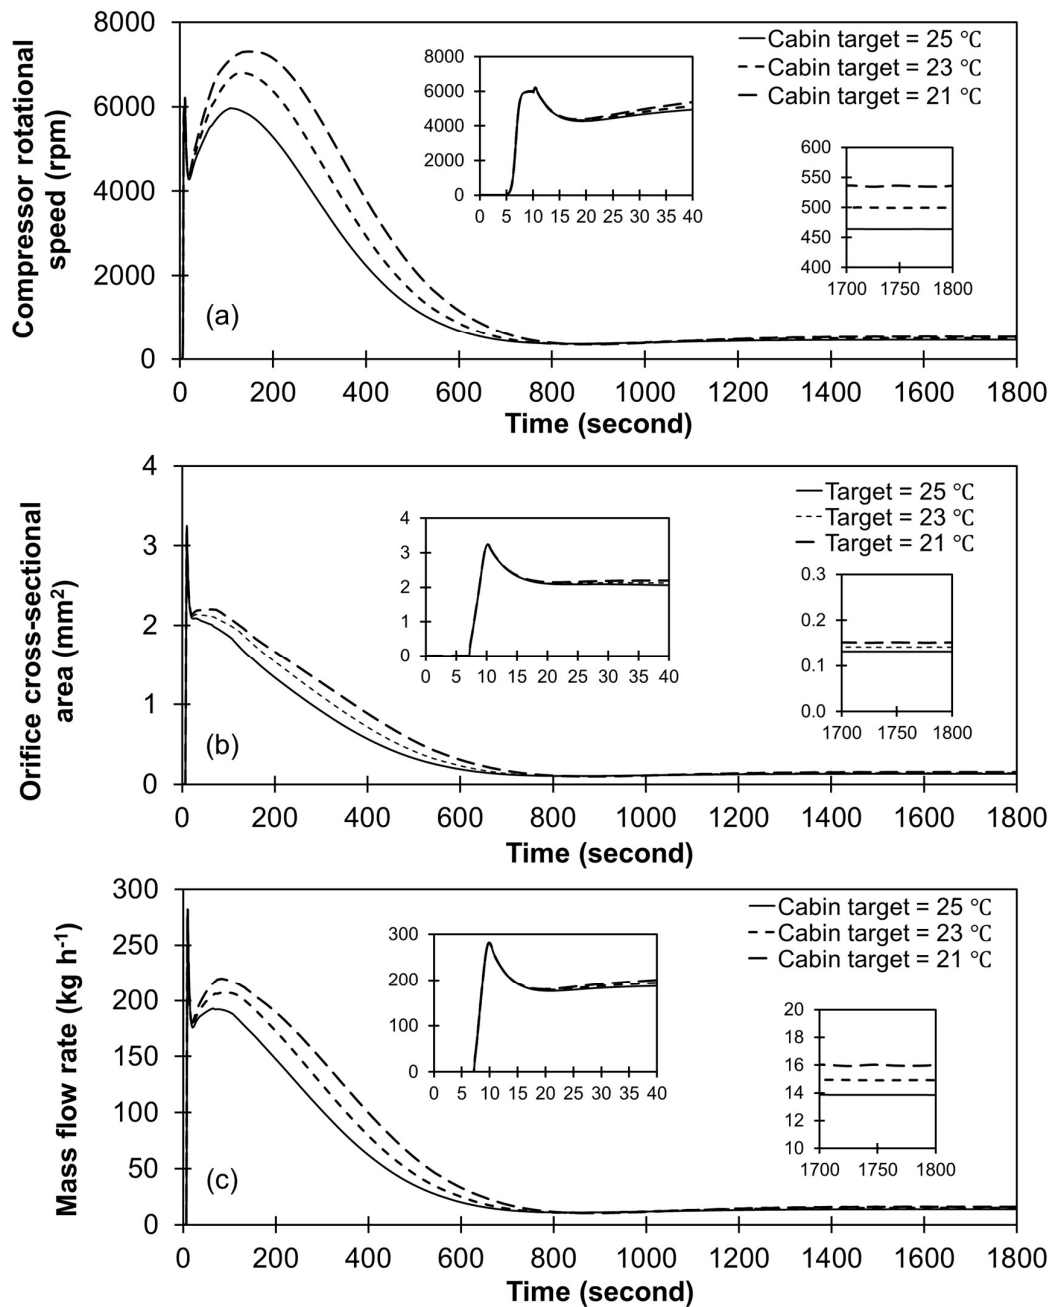 Compressor rotational
speed (rpm)
8000
6000
4000
2000
0
0 200 400 600 800 1000 1200 1400 1600 1800
Time (second)
(a)
Cabin target = 25 ℃
Cabin target = 23 ℃
Cabin target = 21 ℃
8000
6000
4000
2000
0
0 5 10 15 20 25 30 35 40
600
550
500
450
400
1700 1750 1800
Orifice cross-sectional
area (mm²)
4
3
2
1
0
0 200 400 600 800 1000 1200 1400 1600 1800
Time (second)
(b)
Target = 25 ℃
Target = 23 ℃
Target = 21 ℃
4
3
2
1
0
0 5 10 15 20 25 30 35 40
0.3
0.2
0.1
0.0
1700 1750 1800
Mass flow rate (kg h⁻¹)
300
250
200
150
100
50
0
0 200 400 600 800 1000 1200 1400 1600 1800
Time (second)
(c)
Cabin target = 25 ℃
Cabin target = 23 ℃
Cabin target = 21 ℃
300
200
100
0
0 5 10 15 20 25 30 35 40
20
18
16
14
12
10
1700 1750 1800